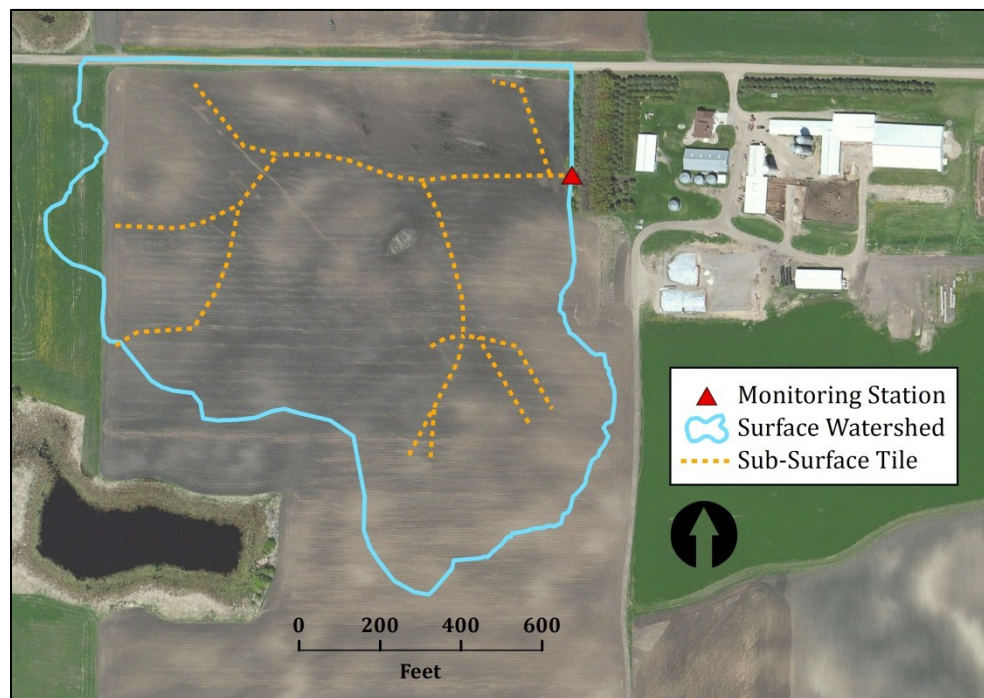 Monitoring Station
Surface Watershed
Sub-Surface Tile
0 200 400 600
Feet